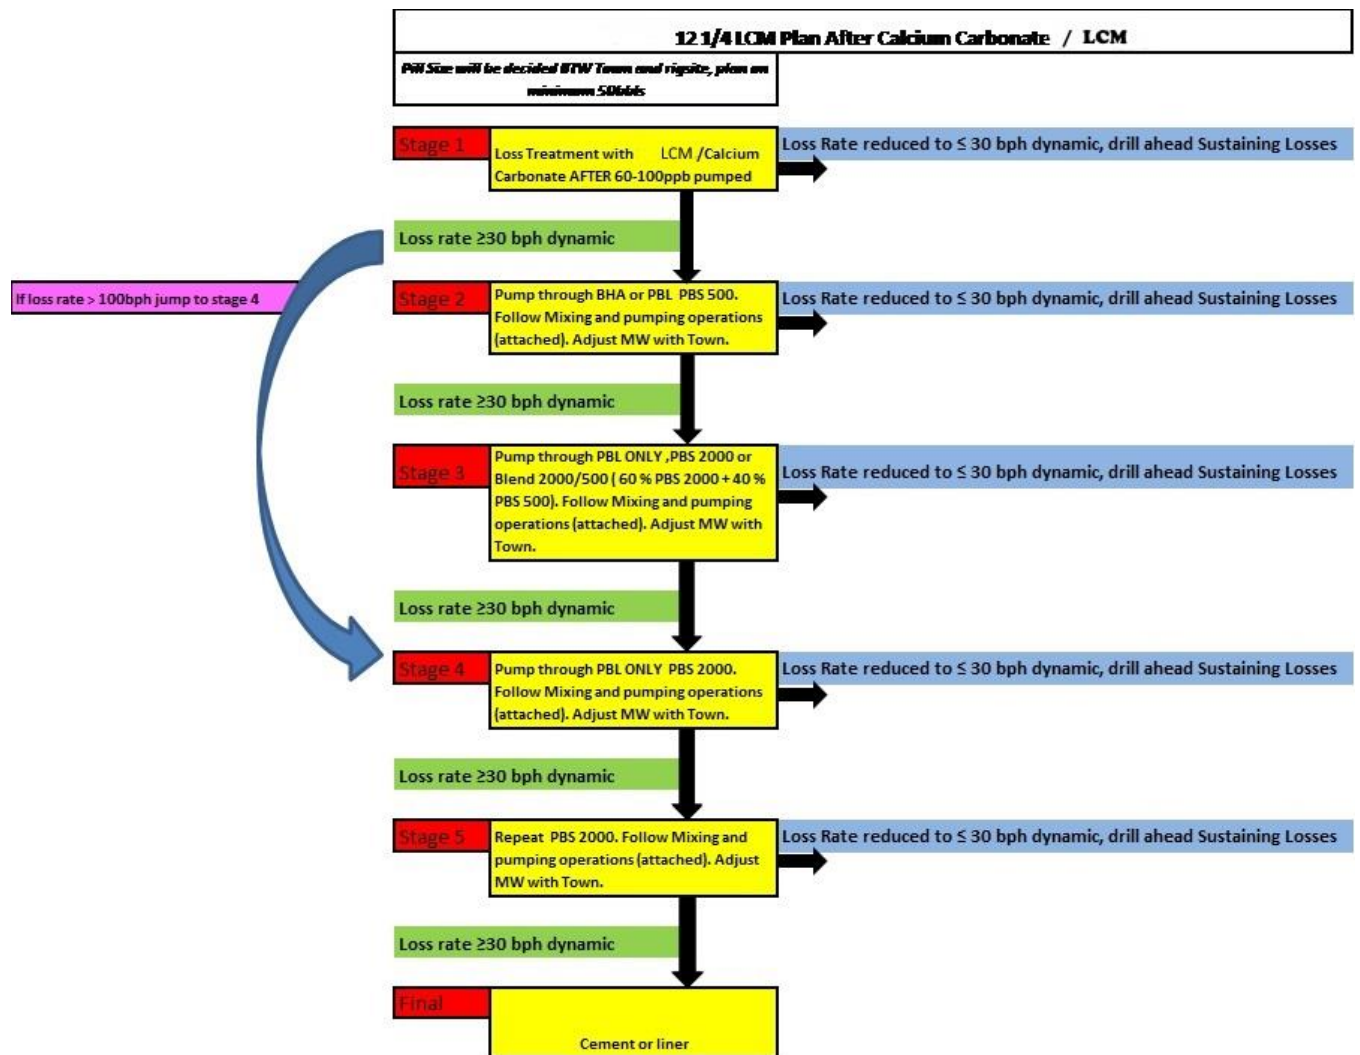 12 1/4 LCM Plan After Calcium Carbonate / LCM
Pill Size will be decided BTW Town and rigsite, plan on
minimum 50bbls
Stage 1
Loss Treatment with LCM /Calcium
Carbonate AFTER 60-100ppb pumped
Loss Rate reduced to ≤ 30 bph dynamic, drill ahead Sustaining Losses
Loss rate ≥30 bph dynamic
If loss rate > 100bph jump to stage 4
Stage 2
Pump through BHA or PBL PBS 500.
Follow Mixing and pumping operations
(attached). Adjust MW with Town.
Loss Rate reduced to ≤ 30 bph dynamic, drill ahead Sustaining Losses
Loss rate ≥30 bph dynamic
Stage 3
Pump through PBL ONLY ,PBS 2000 or
Blend 2000/500 ( 60 % PBS 2000 + 40 %
PBS 500). Follow Mixing and pumping
operations (attached). Adjust MW with
Town.
Loss Rate reduced to ≤ 30 bph dynamic, drill ahead Sustaining Losses
Loss rate ≥30 bph dynamic
Stage 4
Pump through PBL ONLY PBS 2000.
Follow Mixing and pumping operations
(attached). Adjust MW with Town.
Loss Rate reduced to ≤ 30 bph dynamic, drill ahead Sustaining Losses
Loss rate ≥30 bph dynamic
Stage 5
Repeat PBS 2000. Follow Mixing and
pumping operations (attached). Adjust
MW with Town.
Loss Rate reduced to ≤ 30 bph dynamic, drill ahead Sustaining Losses
Loss rate ≥30 bph dynamic
Final
Cement or liner